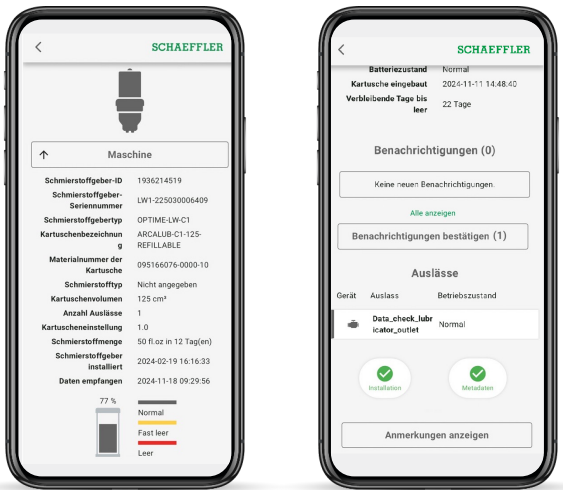 SCHAEFFLER
Maschine
Schmierstoffgeber-ID 1936214519
Schmierstoffgeber-
Seriennummer LW1-225030006409
Schmierstoffgebertyp OPTIME-LW-C1
Kartuschenbezeichnun
g ARCALUB-C1-125-
REFILLABLE
Materialnummer der
Kartusche 095166076-0000-10
Schmierstofftyp Nicht angegeben
Kartuschenvolumen 125 cm³
Anzahl Auslässe 1
Kartuscheneinstellung 1.0
Schmierstoffmenge 50 fl.oz in 12 Tag(en)
Schmierstoffgeber
installiert 2024-02-19 16:16:33
Daten empfangen 2024-11-18 09:29:56
77 %
Normal
Fast leer
Leer
SCHAEFFLER
Batteriezustand Normal
Kartusche eingebaut 2024-11-11 14:48:40
Verbleibende Tage bis
leer 22 Tage
Benachrichtigungen (0)
Keine neuen Benachrichtigungen.
Alle anzeigen
Benachrichtigungen bestätigen (1)
Auslässe
Gerät Auslass Betriebszustand
Data_check_lubr
icator_outlet Normal
Installation Metadaten
Anmerkungen anzeigen